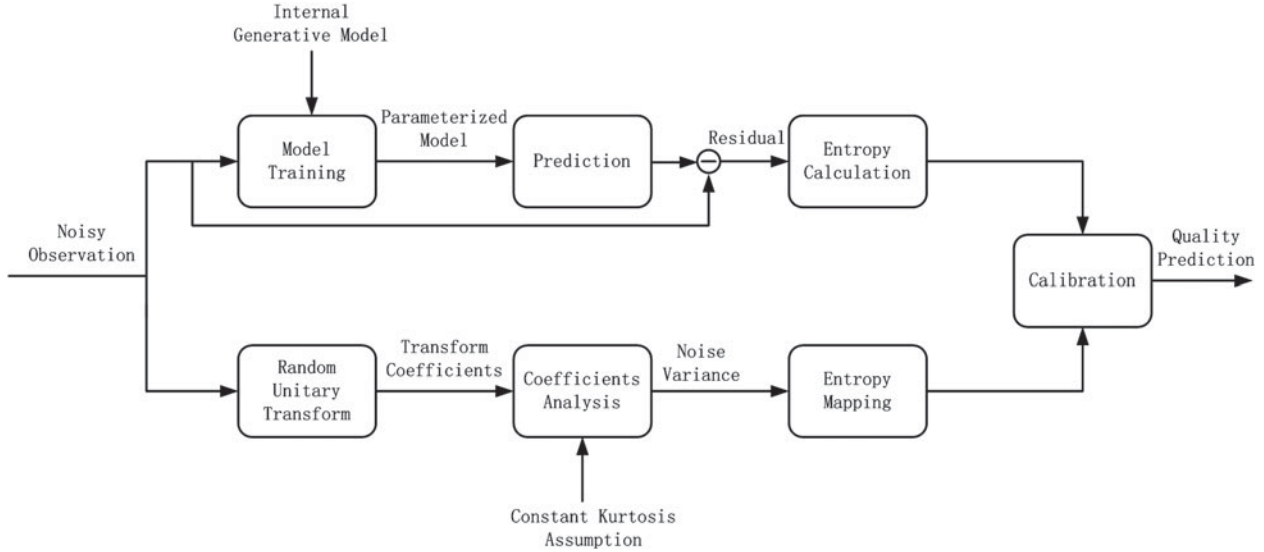 Internal
Generative Model
Model
Training
Parameterized
Model
Prediction
Residual
Entropy
Calculation
Noisy
Observation
Calibration
Quality
Prediction
Random
Unitary
Transform
Transform
Coefficients
Coefficients
Analysis
Noise
Variance
Entropy
Mapping
Constant Kurtosis
Assumption